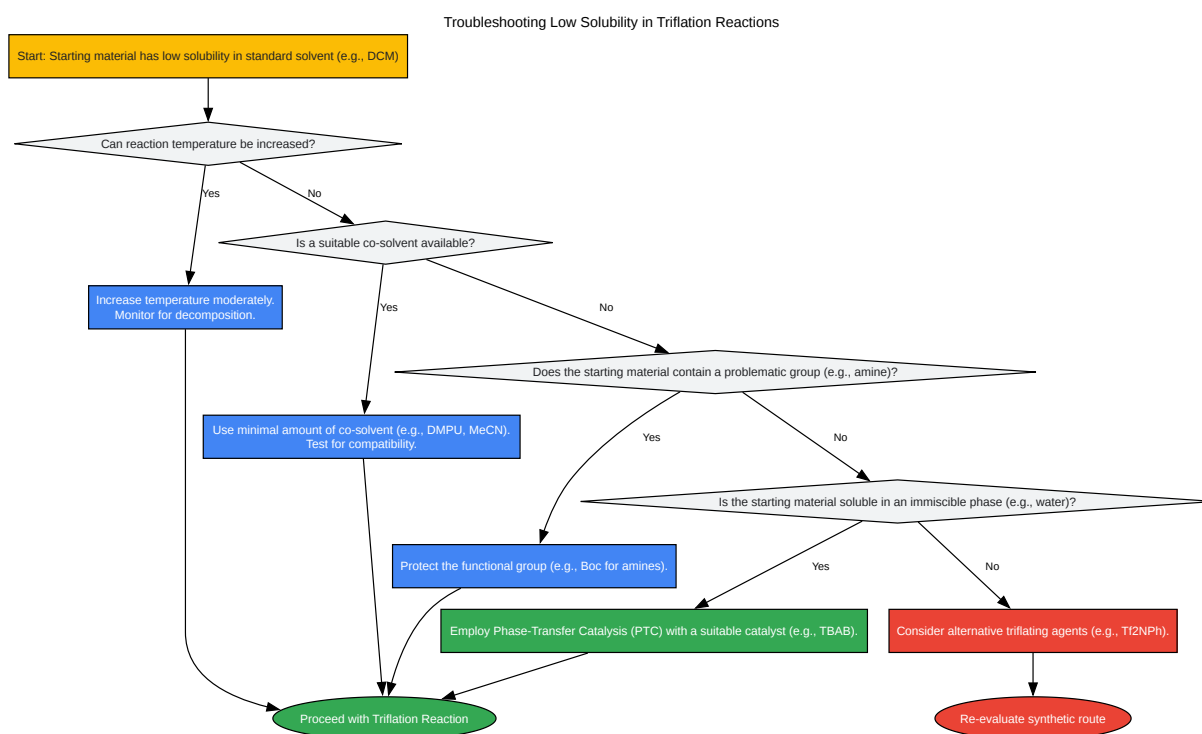 Troubleshooting Low Solubility in Triflation Reactions
Start: Starting material has low solubility in standard solvent (e.g., DCM)
Can reaction temperature be increased?
Yes
No
Is a suitable co-solvent available?
Increase temperature moderately.
Monitor for decomposition.
Yes
No
Does the starting material contain a problematic group (e.g., amine)?
Use minimal amount of co-solvent (e.g., DMPU, MeCN).
Test for compatibility.
Yes
No
Is the starting material soluble in an immiscible phase (e.g., water)?
Protect the functional group (e.g., Boc for amines).
Yes
No
Employ Phase-Transfer Catalysis (PTC) with a suitable catalyst (e.g., TBAB).
Consider alternative triflating agents (e.g., Tf2NPh).
Proceed with Triflation Reaction
Re-evaluate synthetic route